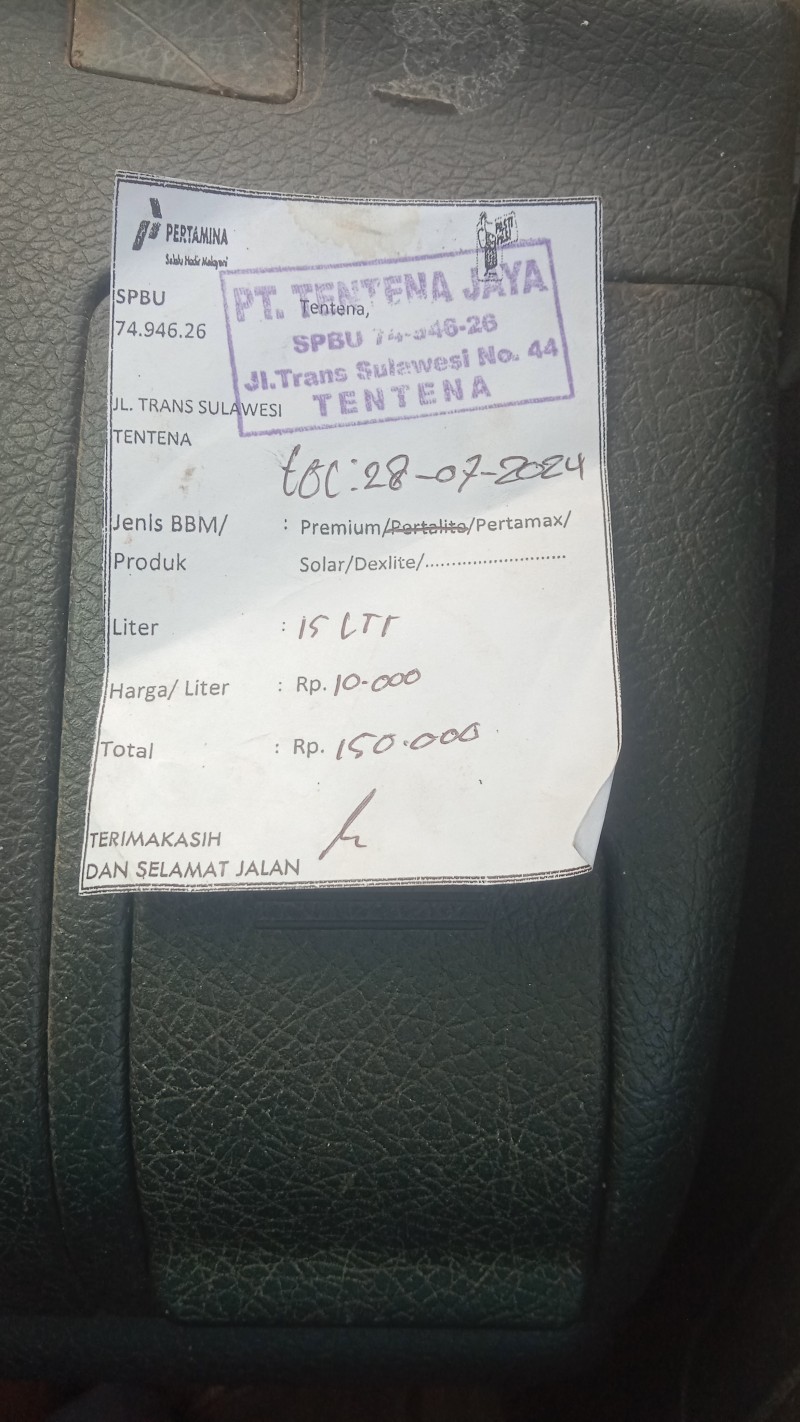 PERTAMINA
Selalu Hadir Melayani
PASTI PAS!
PT. TENTENA JAYA
SPBU 74-946-26
Jl.Trans Sulawesi No. 44
TENTENA
SPBU
74.946.26
Tentena,
JL. TRANS SULAWESI
TENTENA
tgl: 28-07-2024
Jenis BBM/ : Premium/Pertalite/Pertamax/
Produk Solar/Dexlite/..........................
Liter : 15 LTr
Harga/ Liter : Rp. 10.000
Total : Rp. 150.000
TERIMAKASIH
DAN SELAMAT JALAN